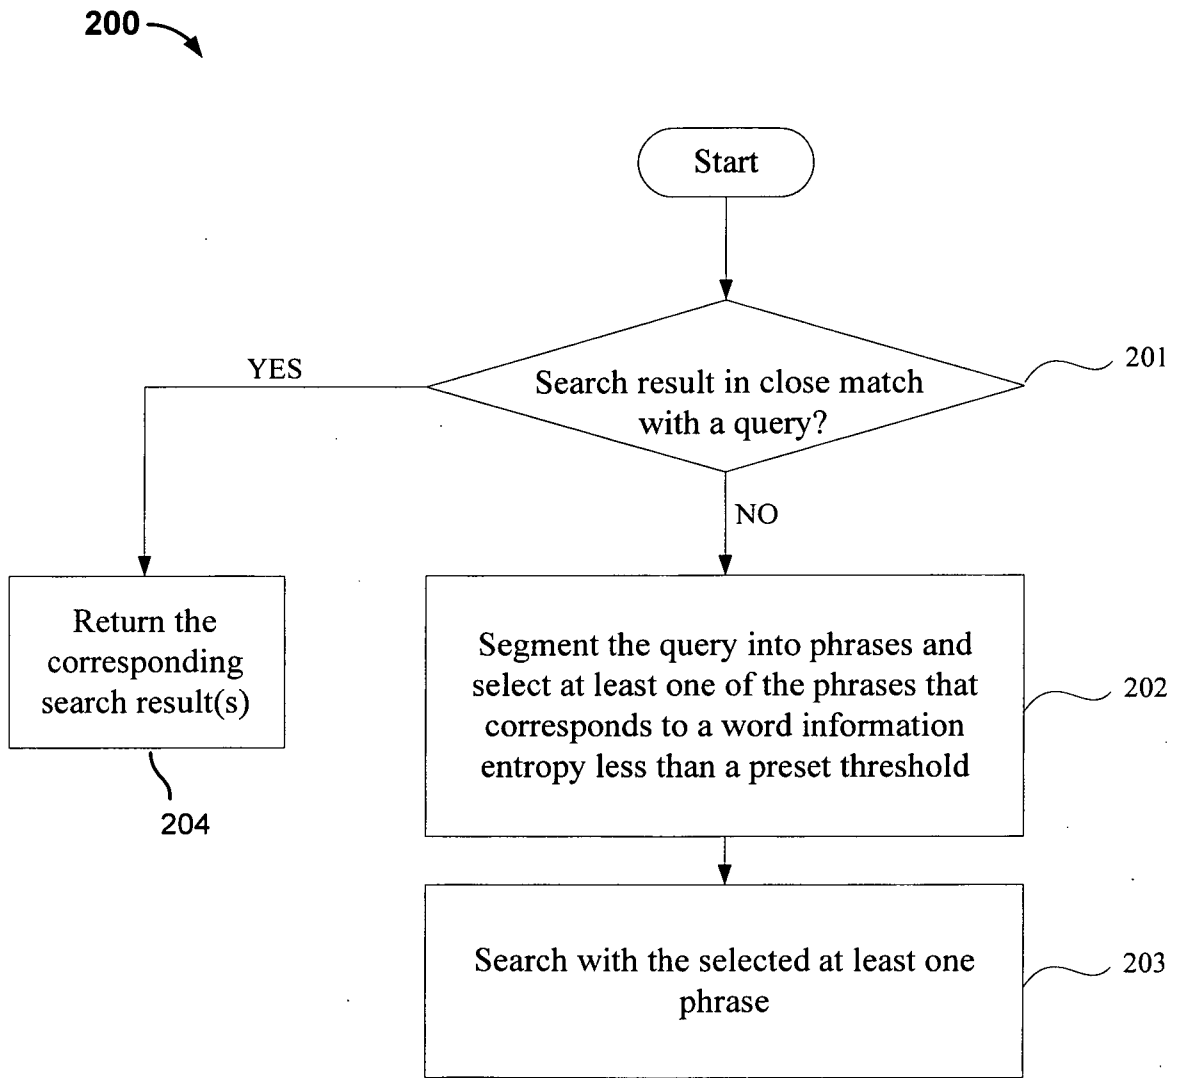 200
Start
201
YES
Search result in close match
with a query?
NO
Return the
corresponding
search result(s)
204
Segment the query into phrases and
select at least one of the phrases that
corresponds to a word information
entropy less than a preset threshold
202
Search with the selected at least one
phrase
203